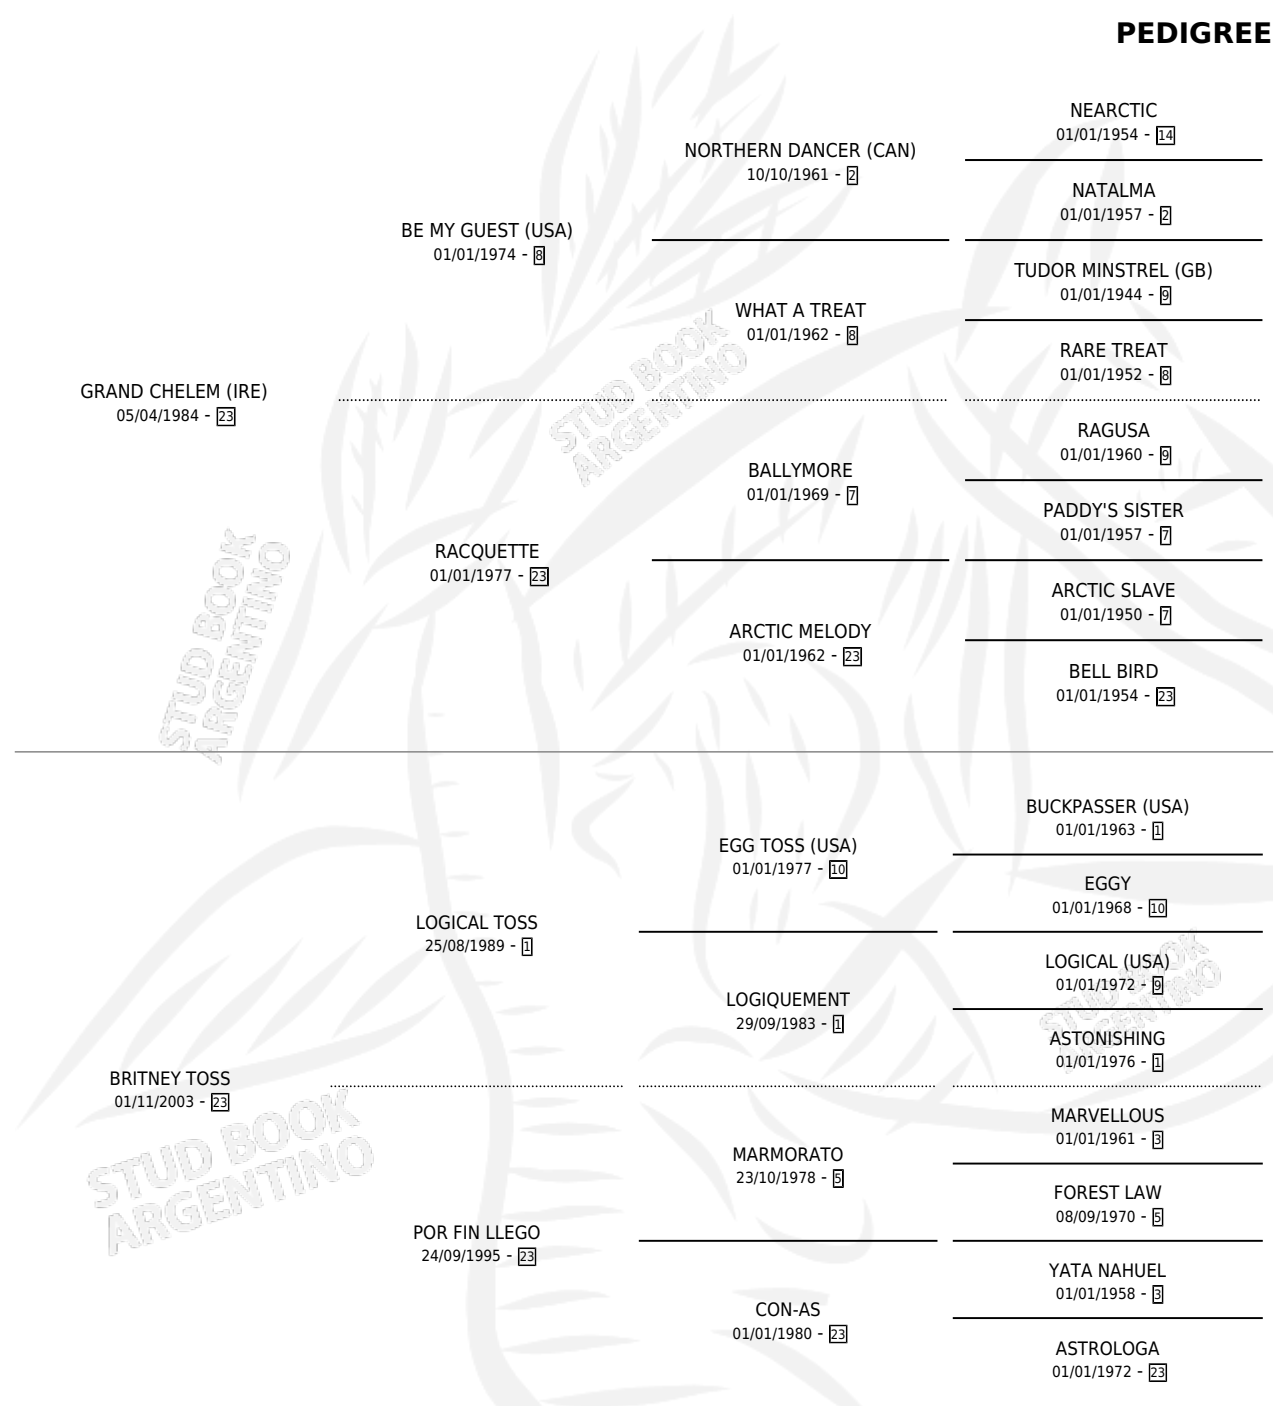 PEDIGREE
NEARCTIC
01/01/1954 - 14
NORTHERN DANCER (CAN)
10/10/1961 - 2
NATALMA
01/01/1957 - 2
BE MY GUEST (USA)
01/01/1974 - 8
TUDOR MINSTREL (GB)
01/01/1944 - 9
WHAT A TREAT
01/01/1962 - 8
RARE TREAT
01/01/1952 - 8
GRAND CHELEM (IRE)
05/04/1984 - 23
RAGUSA
01/01/1960 - 9
BALLYMORE
01/01/1969 - 7
PADDY'S SISTER
01/01/1957 - 7
RACQUETTE
01/01/1977 - 23
ARCTIC SLAVE
01/01/1950 - 7
ARCTIC MELODY
01/01/1962 - 23
BELL BIRD
01/01/1954 - 23
BUCKPASSER (USA)
01/01/1963 - 1
EGG TOSS (USA)
01/01/1977 - 10
EGGY
01/01/1968 - 10
LOGICAL TOSS
25/08/1989 - 1
LOGICAL (USA)
01/01/1972 - 9
LOGIQUEMENT
29/09/1983 - 1
ASTONISHING
01/01/1976 - 1
BRITNEY TOSS
01/11/2003 - 23
MARVELLOUS
01/01/1961 - 3
MARMORATO
23/10/1978 - 5
FOREST LAW
08/09/1970 - 5
POR FIN LLEGO
24/09/1995 - 23
YATA NAHUEL
01/01/1958 - 3
CON-AS
01/01/1980 - 23
ASTROLOGA
01/01/1972 - 23
STUD BOOK
ARGENTINO
STUD BOOK
ARGENTINO
STUD BOOK
ARGENTINO
STUD BOOK
ARGENTINO